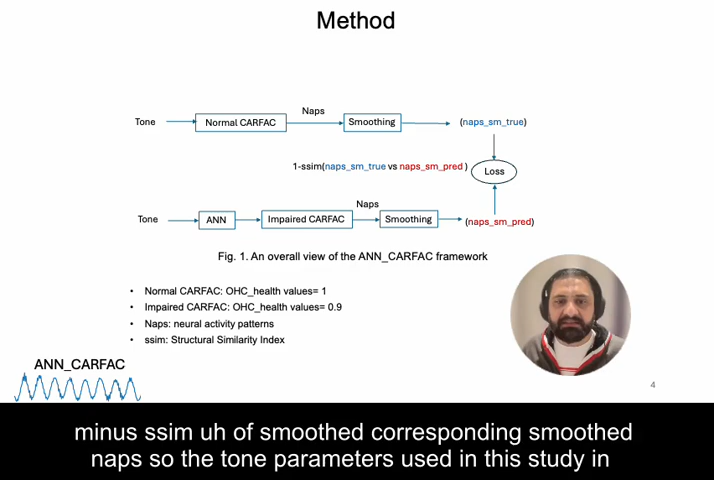 Method
Naps
Tone
Normal CARFAC
Smoothing
(naps_sm_true)
1-ssim(naps_sm_true vs naps_sm_pred )
Loss
Naps
Tone
ANN
Impaired CARFAC
Smoothing
(naps_sm_pred)
Fig. 1. An overall view of the ANN_CARFAC framework
• Normal CARFAC: OHC_health values= 1
• Impaired CARFAC: OHC_health values= 0.9
• Naps: neural activity patterns
• ssim: Structural Similarity Index
ANN_CARFAC
4
minus ssim uh of smoothed corresponding smoothed
naps so the tone parameters used in this study in